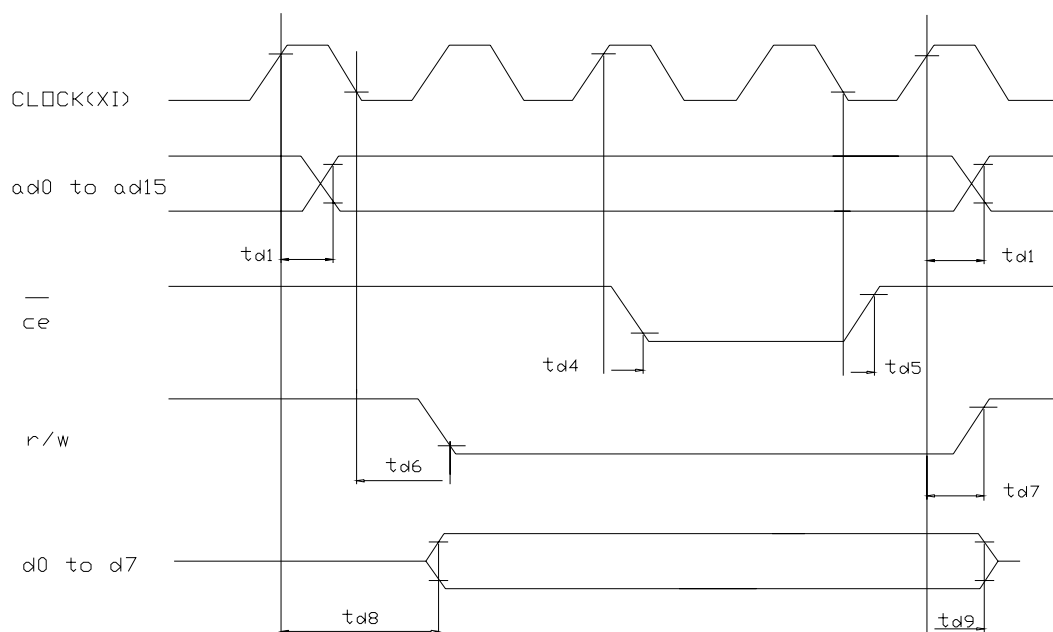 CLOCK(XI)
ad0 to ad15
td1
td1
ce
td4
td5
r/w
td6
td7
d0 to d7
td8
td9